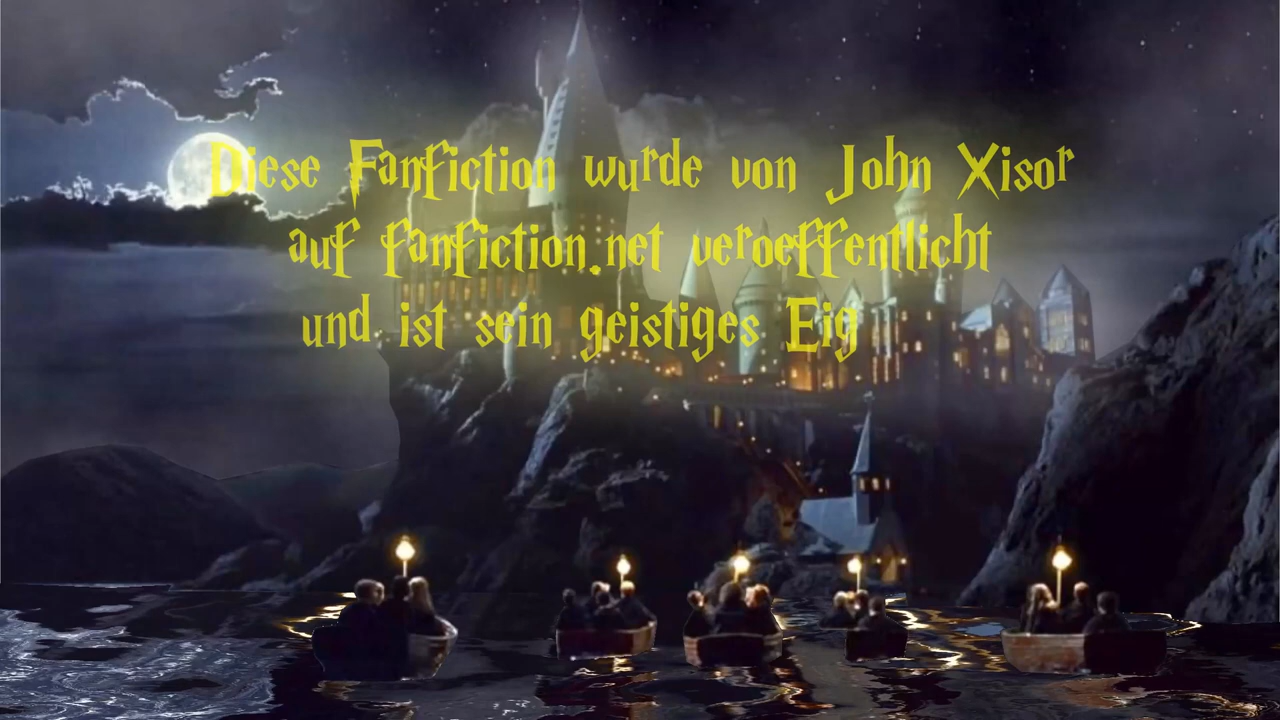 Diese Fanfiction wurde von John Xisor
auf fanfiction.net veroeffentlicht
und ist sein geistiges Eig